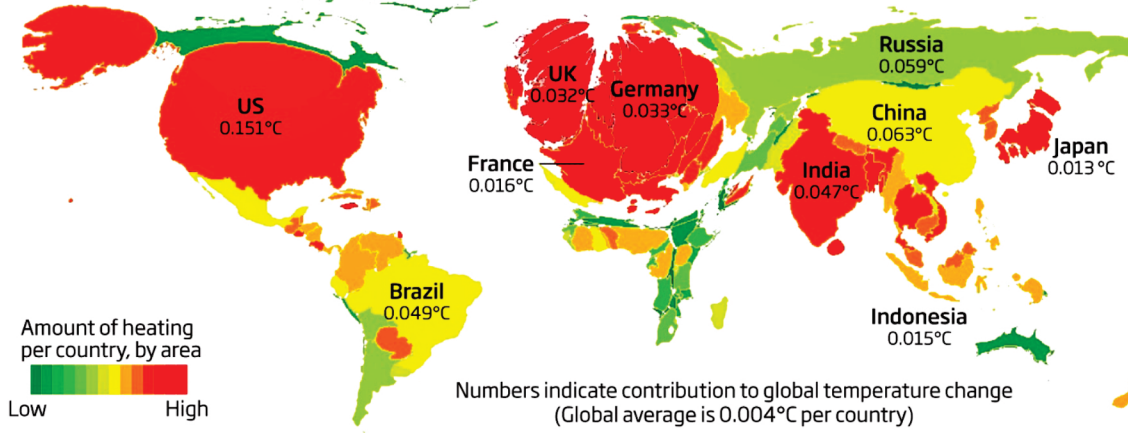 US
0.151°C
UK
0.032°C
Germany
0.033°C
France
0.016°C
Russia
0.059°C
China
0.063°C
India
0.047°C
Japan
0.013°C
Brazil
0.049°C
Indonesia
0.015°C
Amount of heating
per country, by area
Low High
Numbers indicate contribution to global temperature change
(Global average is 0.004°C per country)